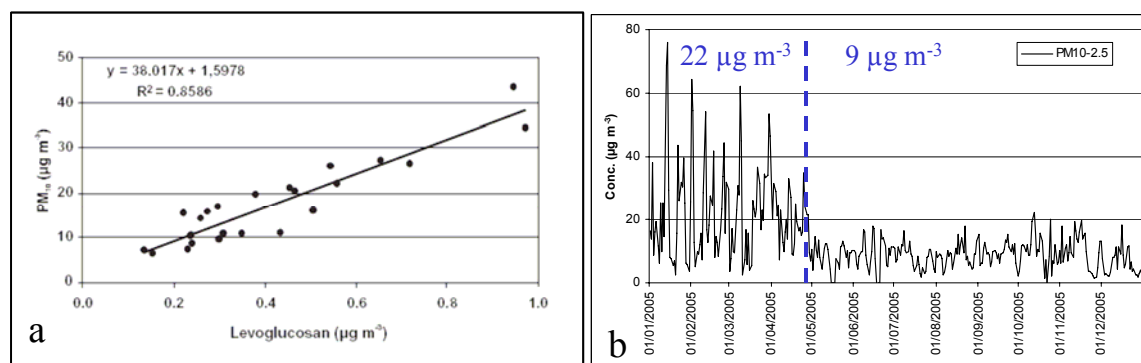 y = 38.017x + 1,5978
R² = 0.8586
PM₁₀ (µg m⁻³)
50
40
30
20
10
0
0.0
0.2
0.4
0.6
0.8
1.0
Levoglucosan (µg m⁻³)
a
22 µg m⁻³
9 µg m⁻³
PM10-2.5
Conc. (µg m⁻³)
80
60
40
20
0
01/01/2005
01/02/2005
01/03/2005
01/04/2005
01/05/2005
01/06/2005
01/07/2005
01/08/2005
01/09/2005
01/10/2005
01/11/2005
01/12/2005
b